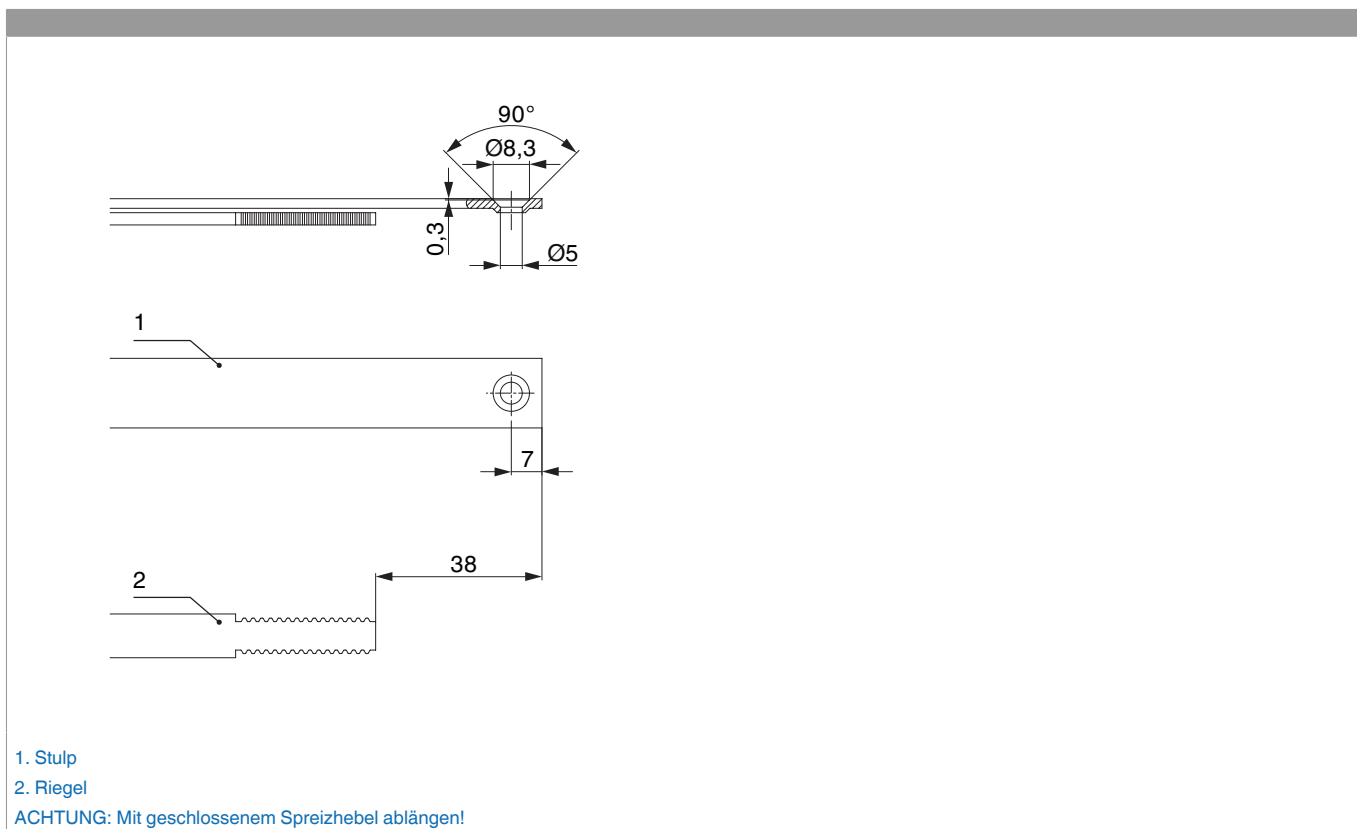 90°
Ø8,3
0,3
Ø5
1
7
38
2
1. Stulp
2. Riegel
ACHTUNG: Mit geschlossenem Spreizhebel ablängen!